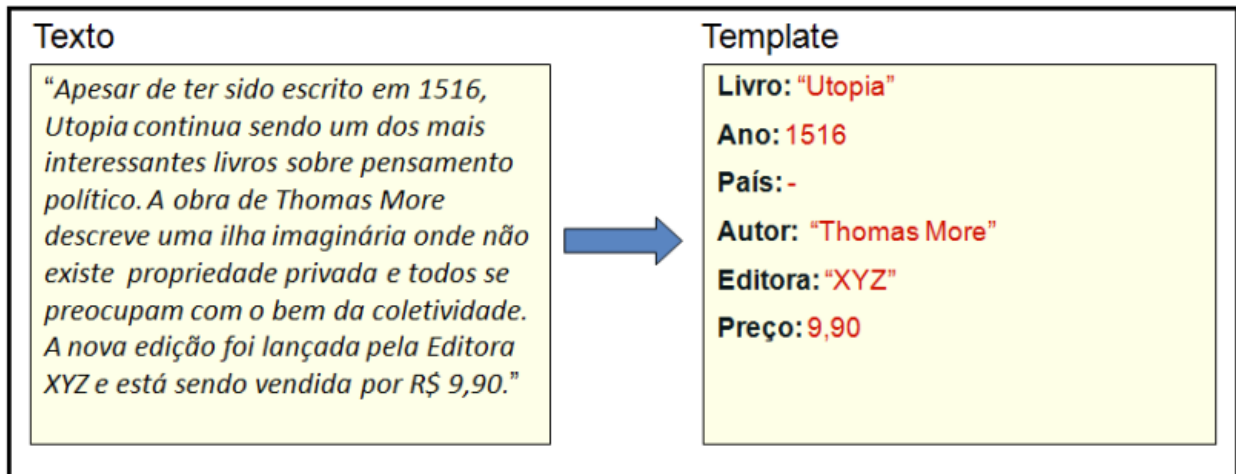 Texto
“Apesar de ter sido escrito em 1516,
Utopia continua sendo um dos mais
interessantes livros sobre pensamento
político. A obra de Thomas More
descreve uma ilha imaginária onde não
existe propriedade privada e todos se
preocupam com o bem da coletividade.
A nova edição foi lançada pela Editora
XYZ e está sendo vendida por R$ 9,90.”
Template
Livro: “Utopia”
Ano: 1516
País: -
Autor: “Thomas More”
Editora: “XYZ”
Preço: 9,90